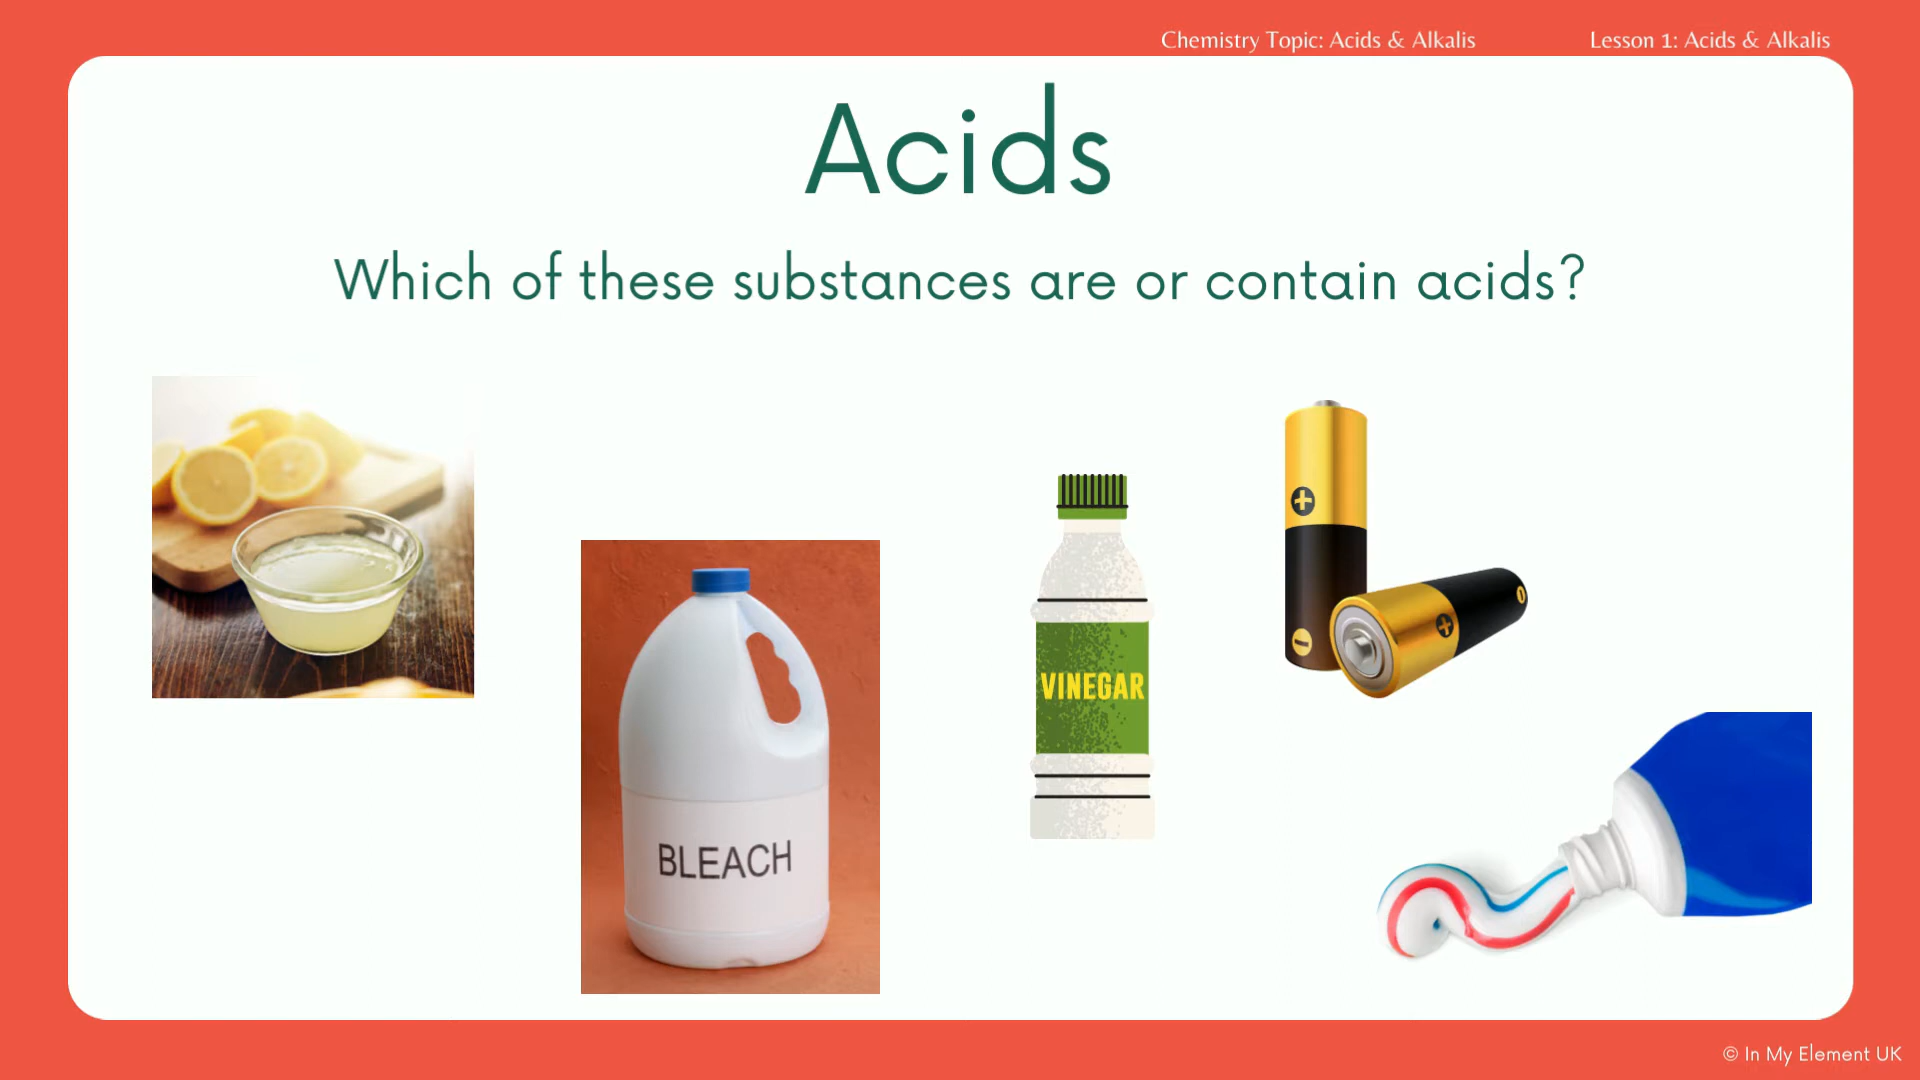 Chemistry Topic: Acids & Alkalis
Lesson 1: Acids & Alkalis
Acids
Which of these substances are or contain acids?
BLEACH
VINEGAR
© In My Element UK